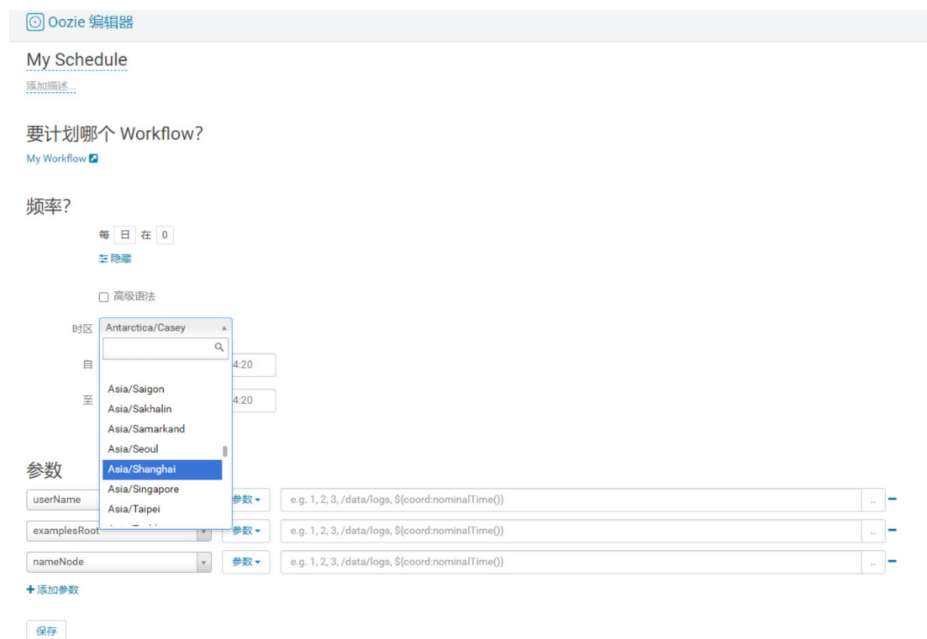 Oozie 编辑器
My Schedule
添加描述...
要计划哪个 Workflow?
My Workflow
频率?
每 日 在 0
隐藏
高级语法
时区 Antarctica/Casey
自 4:20
Asia/Saigon
至 4:20
Asia/Sakhalin
Asia/Samarkand
Asia/Seoul
参数
Asia/Shanghai
Asia/Singapore
userName 参数 e.g. 1, 2, 3, /data/logs, ${coord:nominalTime()} ..
Asia/Taipei
examplesRoot 参数 e.g. 1, 2, 3, /data/logs, ${coord:nominalTime()} ..
nameNode 参数 e.g. 1, 2, 3, /data/logs, ${coord:nominalTime()} ..
+ 添加参数
保存